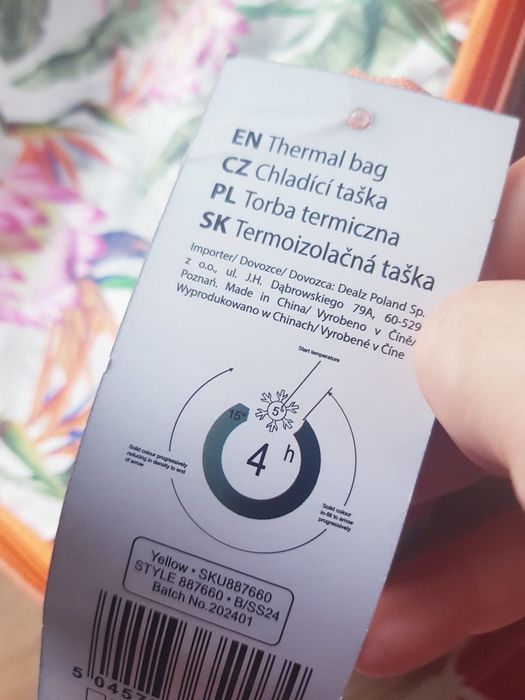 EN Thermal bag
CZ Chladící taška
PL Torba termiczna
SK Termoizolačná taška
Importer/ Dovozce/ Dovozca: Dealz Poland Sp.
z o.o., ul. J.H. Dąbrowskiego 79A, 60-529
Poznań. Made in China/ Vyrobeno v Číně/
Wyprodukowano w Chinach/ Vyrobené v Číne
Start temperature
5°
15°
4 h
Solid colour progressively
reducing in density to end
of arrow
Solid colour
in-fill to arrow
progressively
Yellow • SKU887660
STYLE 887660 • B/SS24
Batch No.202401
5 0457